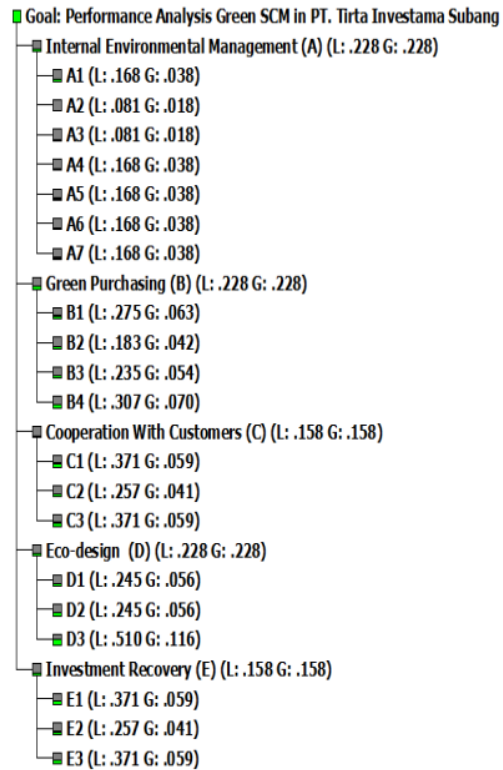 Goal: Performance Analysis Green SCM in PT. Tirta Investama Subang
Internal Environmental Management (A) (L: .228 G: .228)
A1 (L: .168 G: .038)
A2 (L: .081 G: .018)
A3 (L: .081 G: .018)
A4 (L: .168 G: .038)
A5 (L: .168 G: .038)
A6 (L: .168 G: .038)
A7 (L: .168 G: .038)
Green Purchasing (B) (L: .228 G: .228)
B1 (L: .275 G: .063)
B2 (L: .183 G: .042)
B3 (L: .235 G: .054)
B4 (L: .307 G: .070)
Cooperation With Customers (C) (L: .158 G: .158)
C1 (L: .371 G: .059)
C2 (L: .257 G: .041)
C3 (L: .371 G: .059)
Eco-design (D) (L: .228 G: .228)
D1 (L: .245 G: .056)
D2 (L: .245 G: .056)
D3 (L: .510 G: .116)
Investment Recovery (E) (L: .158 G: .158)
E1 (L: .371 G: .059)
E2 (L: .257 G: .041)
E3 (L: .371 G: .059)